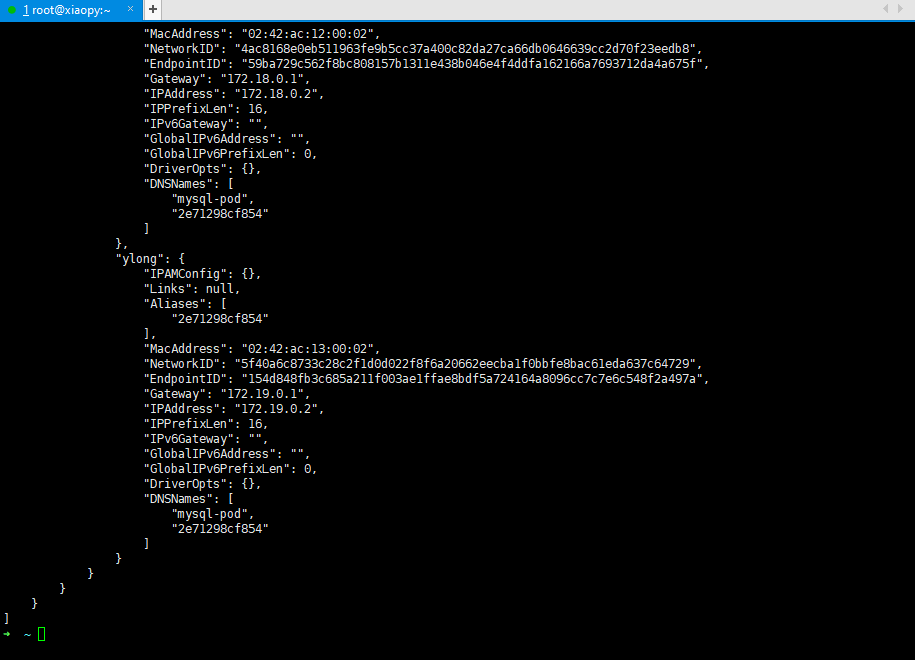 1 root@xiaopy:~ × +
"MacAddress": "02:42:ac:12:00:02",
"NetworkID": "4ac8168e0eb511963fe9b5cc37a400c82da27ca66db0646639cc2d70f23eedb8",
"EndpointID": "59ba729c562f8bc808157b1311e438b046e4f4ddfa162166a7693712da4a675f",
"Gateway": "172.18.0.1",
"IPAddress": "172.18.0.2",
"IPPrefixLen": 16,
"IPv6Gateway": "",
"GlobalIPv6Address": "",
"GlobalIPv6PrefixLen": 0,
"DriverOpts": {},
"DNSNames": [
"mysql-pod",
"2e71298cf854"
]
},
"ylong": {
"IPAMConfig": {},
"Links": null,
"Aliases": [
"2e71298cf854"
],
"MacAddress": "02:42:ac:13:00:02",
"NetworkID": "5f40a6c8733c28c2f1d0d022f8f6a20662eecba1f0bbfe8bac61eda637c64729",
"EndpointID": "154d848fb3c685a211f003ae1ffae8bdf5a724164a8096cc7c7e6c548f2a497a",
"Gateway": "172.19.0.1",
"IPAddress": "172.19.0.2",
"IPPrefixLen": 16,
"IPv6Gateway": "",
"GlobalIPv6Address": "",
"GlobalIPv6PrefixLen": 0,
"DriverOpts": {},
"DNSNames": [
"mysql-pod",
"2e71298cf854"
]
}
}
}
}
]
➜ ~